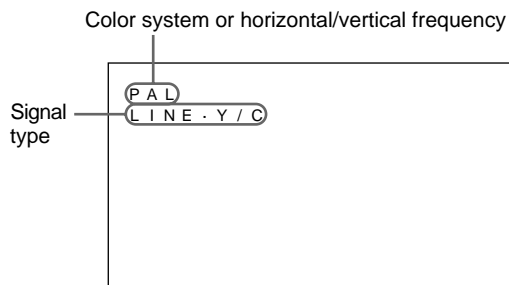 Color system or horizontal/vertical frequency
PAL
LINE·Y/C
Signal
type